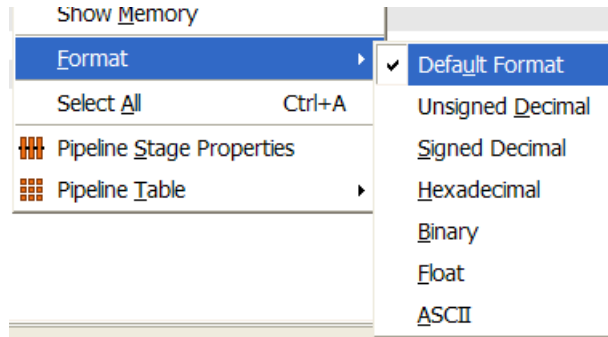 Show Memory
Format
Select All Ctrl+A
Pipeline Stage Properties
Pipeline Table
Default Format
Unsigned Decimal
Signed Decimal
Hexadecimal
Binary
Float
ASCII